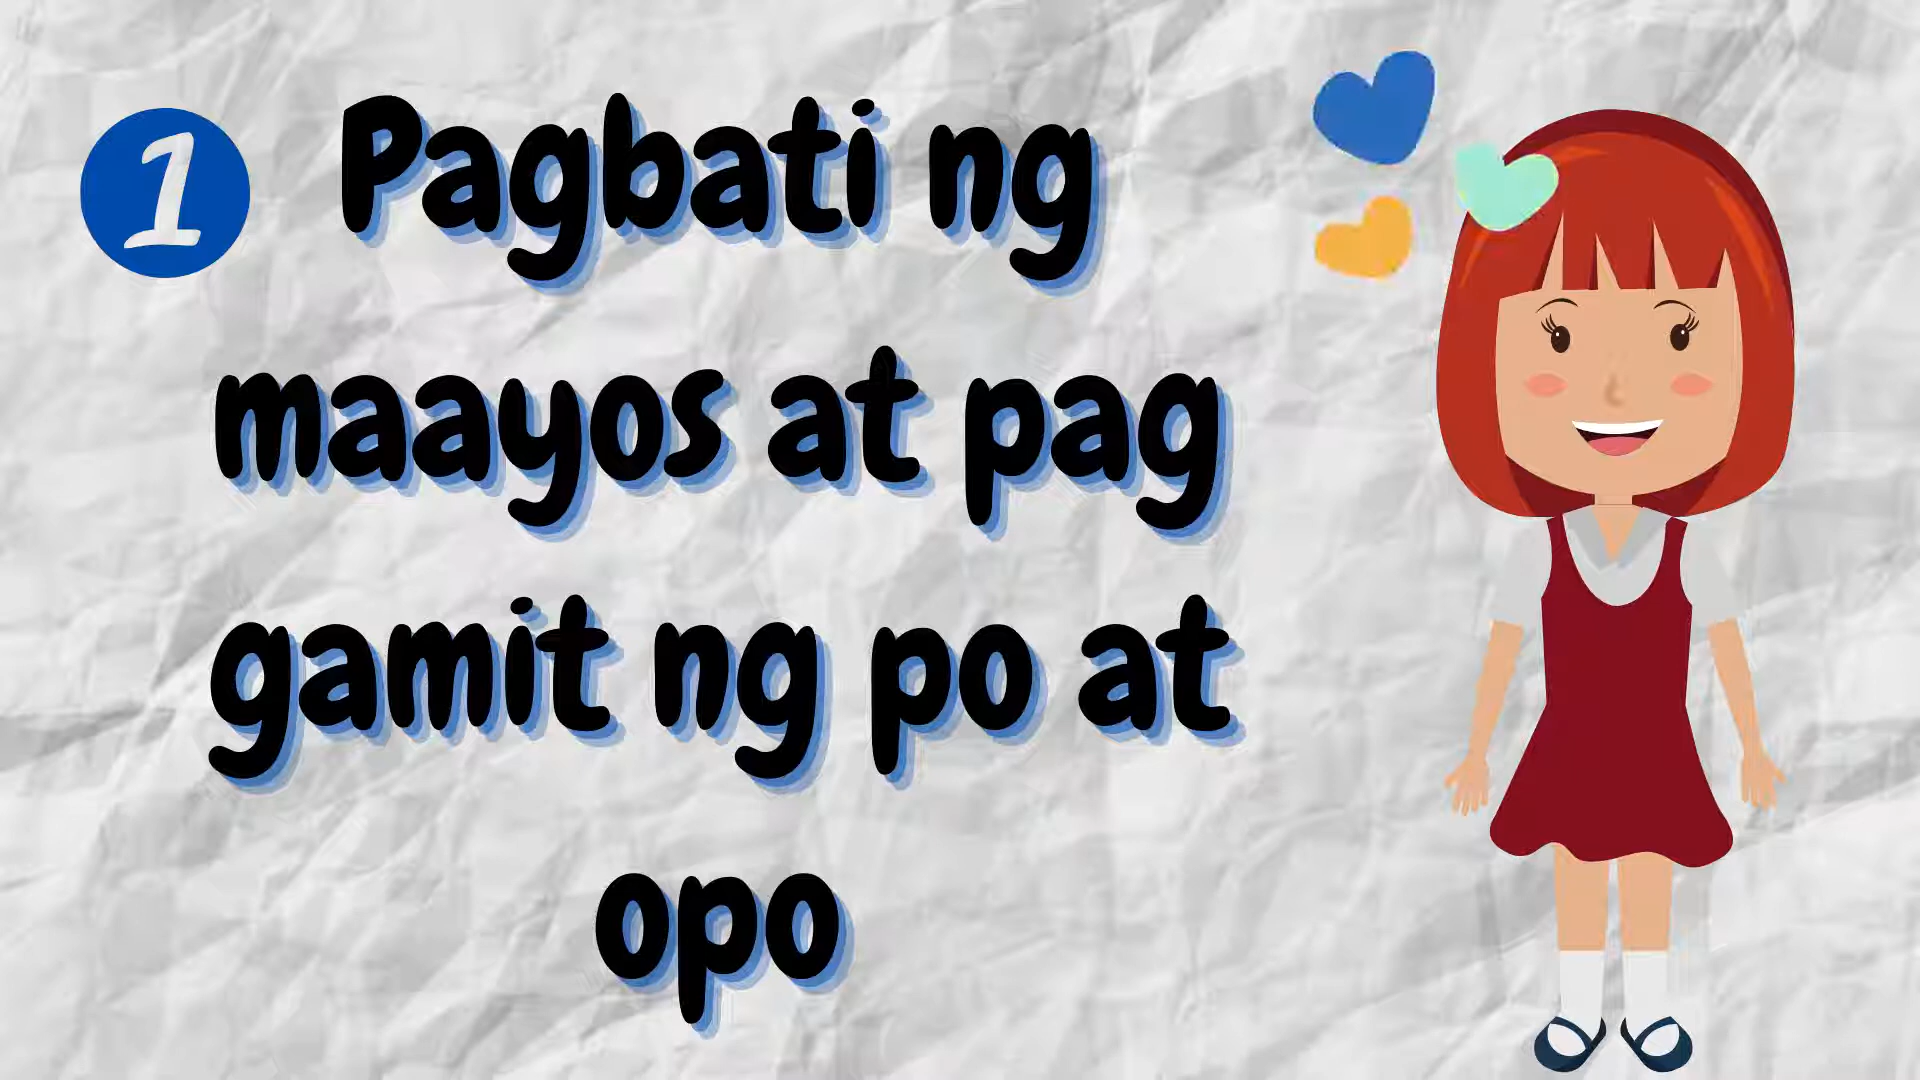 1 Pagbati ng
maayos at pag
gamit ng po at
opo